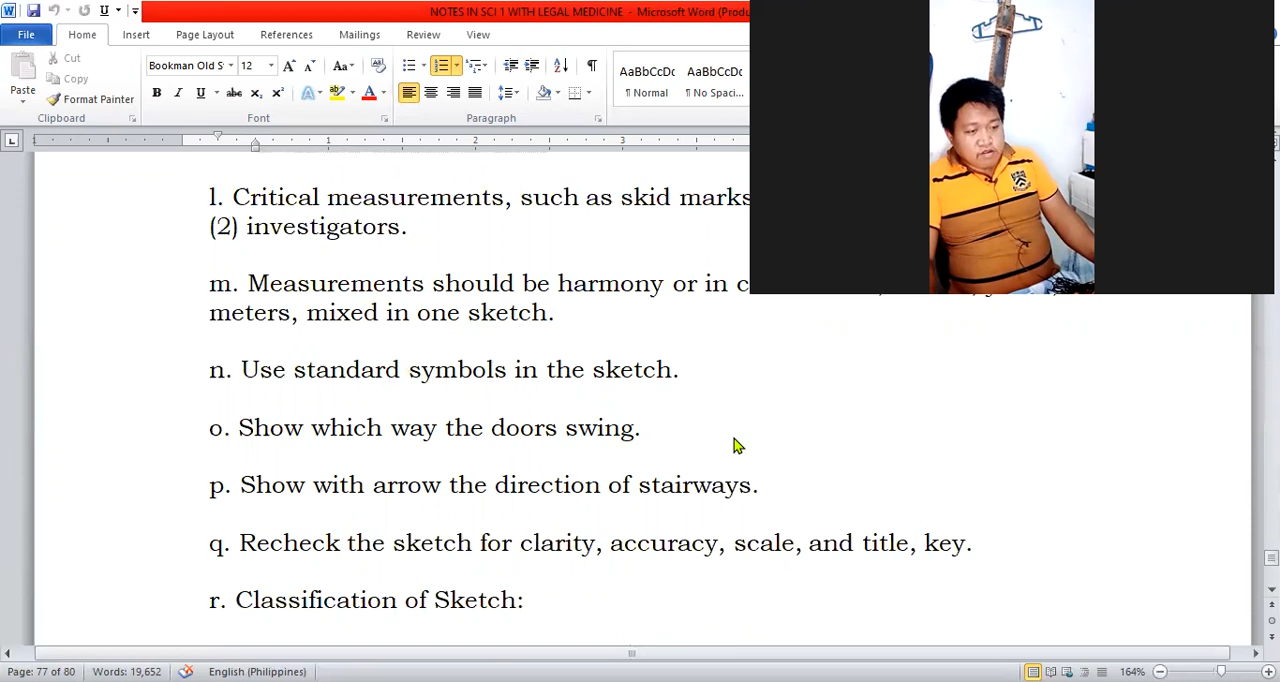 NOTES IN SCI 1 WITH LEGAL MEDICINE - Microsoft Word (Produ
File Home Insert Page Layout References Mailings Review View
Cut
Copy
Format Painter
Paste
Clipboard
Bookman Old S 12
Font
Paragraph
AaBbCcDc AaBbCcDc
¶ Normal ¶ No Spaci...
1 1 2 3
l. Critical measurements, such as skid marks
(2) investigators.
m. Measurements should be harmony or in c
meters, mixed in one sketch.
n. Use standard symbols in the sketch.
o. Show which way the doors swing.
p. Show with arrow the direction of stairways.
q. Recheck the sketch for clarity, accuracy, scale, and title, key.
r. Classification of Sketch:
Page: 77 of 80 Words: 19,652 English (Philippines) 164%